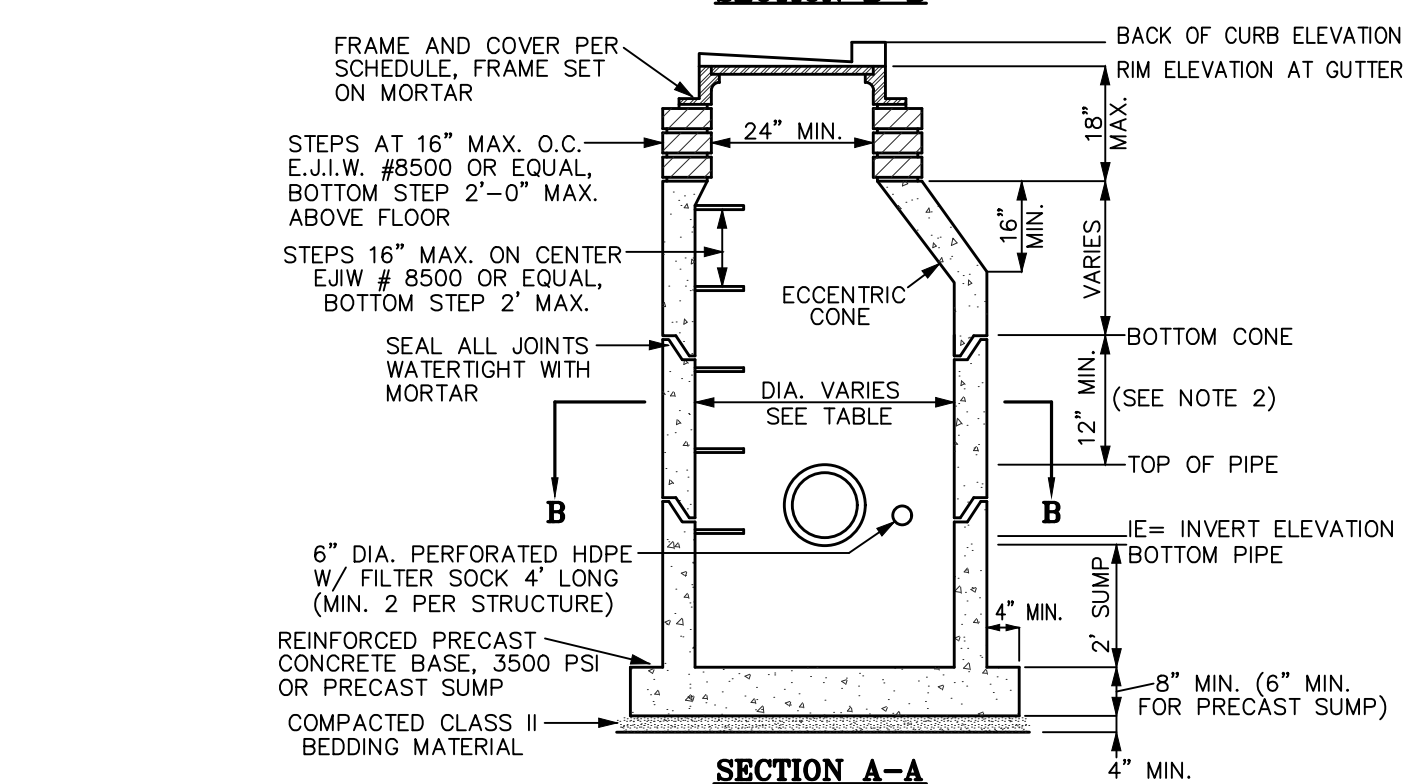 FRAME AND COVER PER
SCHEDULE, FRAME SET
ON MORTAR
BACK OF CURB ELEVATION
RIM ELEVATION AT GUTTER
STEPS AT 16” MAX. O.C.
E.J.I.W. #8500 OR EQUAL,
BOTTOM STEP 2’–0” MAX.
ABOVE FLOOR
24” MIN.
18”
MAX.
STEPS 16” MAX. ON CENTER
EJIW # 8500 OR EQUAL,
BOTTOM STEP 2’ MAX.
16”
MIN.
VARIES
ECCENTRIC
CONE
SEAL ALL JOINTS
WATERTIGHT WITH
MORTAR
BOTTOM CONE
DIA. VARIES
SEE TABLE
12” MIN.
(SEE NOTE 2)
TOP OF PIPE
B
B
6” DIA. PERFORATED HDPE
W/ FILTER SOCK 4’ LONG
(MIN. 2 PER STRUCTURE)
IE= INVERT ELEVATION
BOTTOM PIPE
2’ SUMP
4” MIN.
REINFORCED PRECAST
CONCRETE BASE, 3500 PSI
OR PRECAST SUMP
8” MIN. (6” MIN.
FOR PRECAST SUMP)
COMPACTED CLASS II
BEDDING MATERIAL
4” MIN.
SECTION A–A